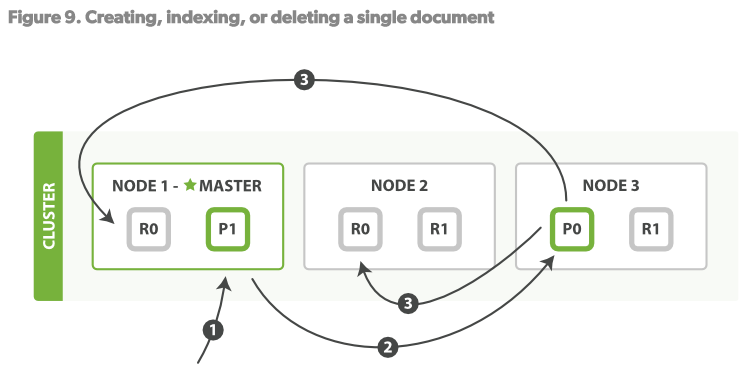 Figure 9. Creating, indexing, or deleting a single document
3
CLUSTER
NODE 1 - ★ MASTER
R0
P1
NODE 2
R0
R1
NODE 3
P0
R1
1
2
3